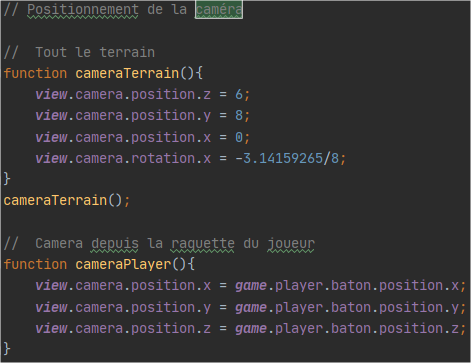 // Positionnement de la caméra
//  Tout le terrain
function cameraTerrain(){
    view.camera.position.z = 6;
    view.camera.position.y = 8;
    view.camera.position.x = 0;
    view.camera.rotation.x = -3.14159265/8;
}
cameraTerrain();
//  Camera depuis la raquette du joueur
function cameraPlayer(){
    view.camera.position.x = game.player.baton.position.x;
    view.camera.position.y = game.player.baton.position.y;
    view.camera.position.z = game.player.baton.position.z;
}